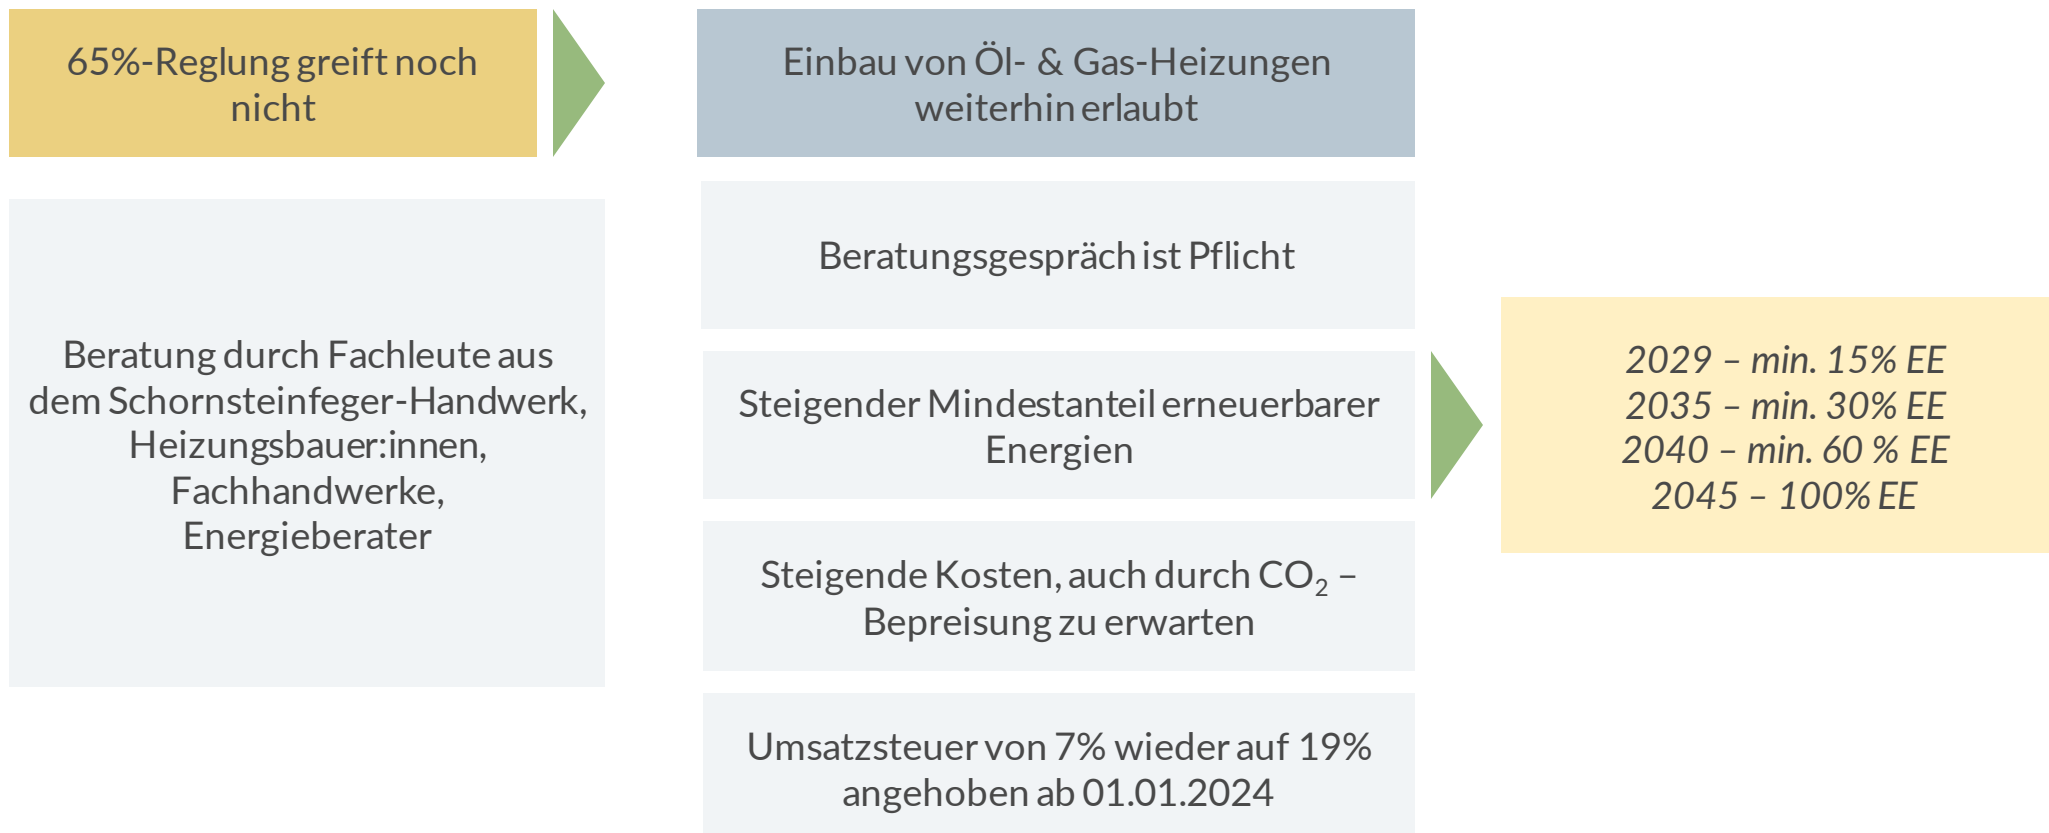 65%-Reglung greift noch
nicht
Einbau von Öl- & Gas-Heizungen
weiterhin erlaubt
Beratung durch Fachleute aus
dem Schornsteinfeger-Handwerk,
Heizungsbauer:innen,
Fachhandwerke,
Energieberater
Beratungsgespräch ist Pflicht
Steigender Mindestanteil erneuerbarer
Energien
2029 – min. 15% EE
2035 – min. 30% EE
2040 – min. 60 % EE
2045 – 100% EE
Steigende Kosten, auch durch CO₂ –
Bepreisung zu erwarten
Umsatzsteuer von 7% wieder auf 19%
angehoben ab 01.01.2024